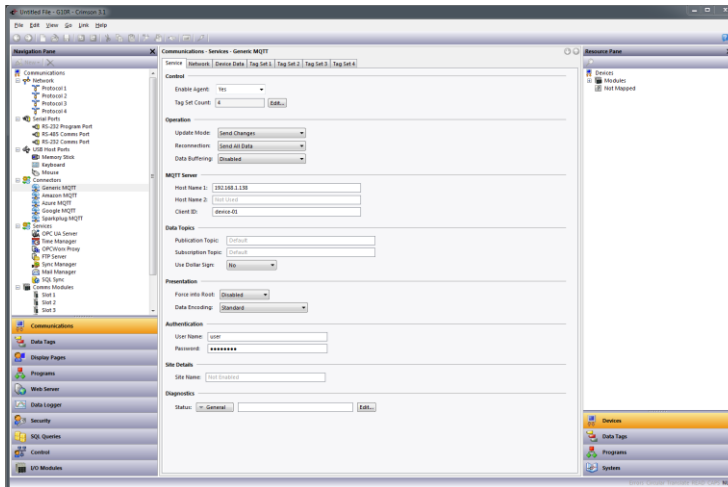 Untitled File - G10R - Crimson 3.1
File Edit View Go Link Help
Navigation Pane
Communications
Network
Protocol 1
Protocol 2
Protocol 3
Protocol 4
Serial Ports
RS-232 Program Port
RS-485 Comms Port
RS-232 Comms Port
USB Host Ports
Memory Stick
Keyboard
Mouse
Connectors
Generic MQTT
Amazon MQTT
Azure MQTT
Google MQTT
Sparkplug MQTT
Services
OPC UA Server
Time Manager
OPCWorx Proxy
FTP Server
Sync Manager
Mail Manager
SQL Sync
Comms Modules
Slot 1
Slot 2
Slot 3
Communications
Data Tags
Display Pages
Programs
Web Server
Data Logger
Security
SQL Queries
Control
I/O Modules
Communications - Services - Generic MQTT
Service Network Device Data Tag Set 1 Tag Set 2 Tag Set 3 Tag Set 4
Control
Enable Agent: Yes
Tag Set Count: 4 Edit...
Operation
Update Mode: Send Changes
Reconnection: Send All Data
Data Buffering: Disabled
MQTT Server
Host Name 1: 192.168.1.138
Host Name 2: Not Used
Client ID: device-01
Data Topics
Publication Topic: Default
Subscription Topic: Default
Use Dollar Sign: No
Presentation
Force into Root: Disabled
Data Encoding: Standard
Authentication
User Name: user
Password: ●●●●●●●●
Site Details
Site Name: Not Enabled
Diagnostics
Status: General Edit...
Resource Pane
Devices
Modules
Not Mapped
Devices
Data Tags
Programs
System